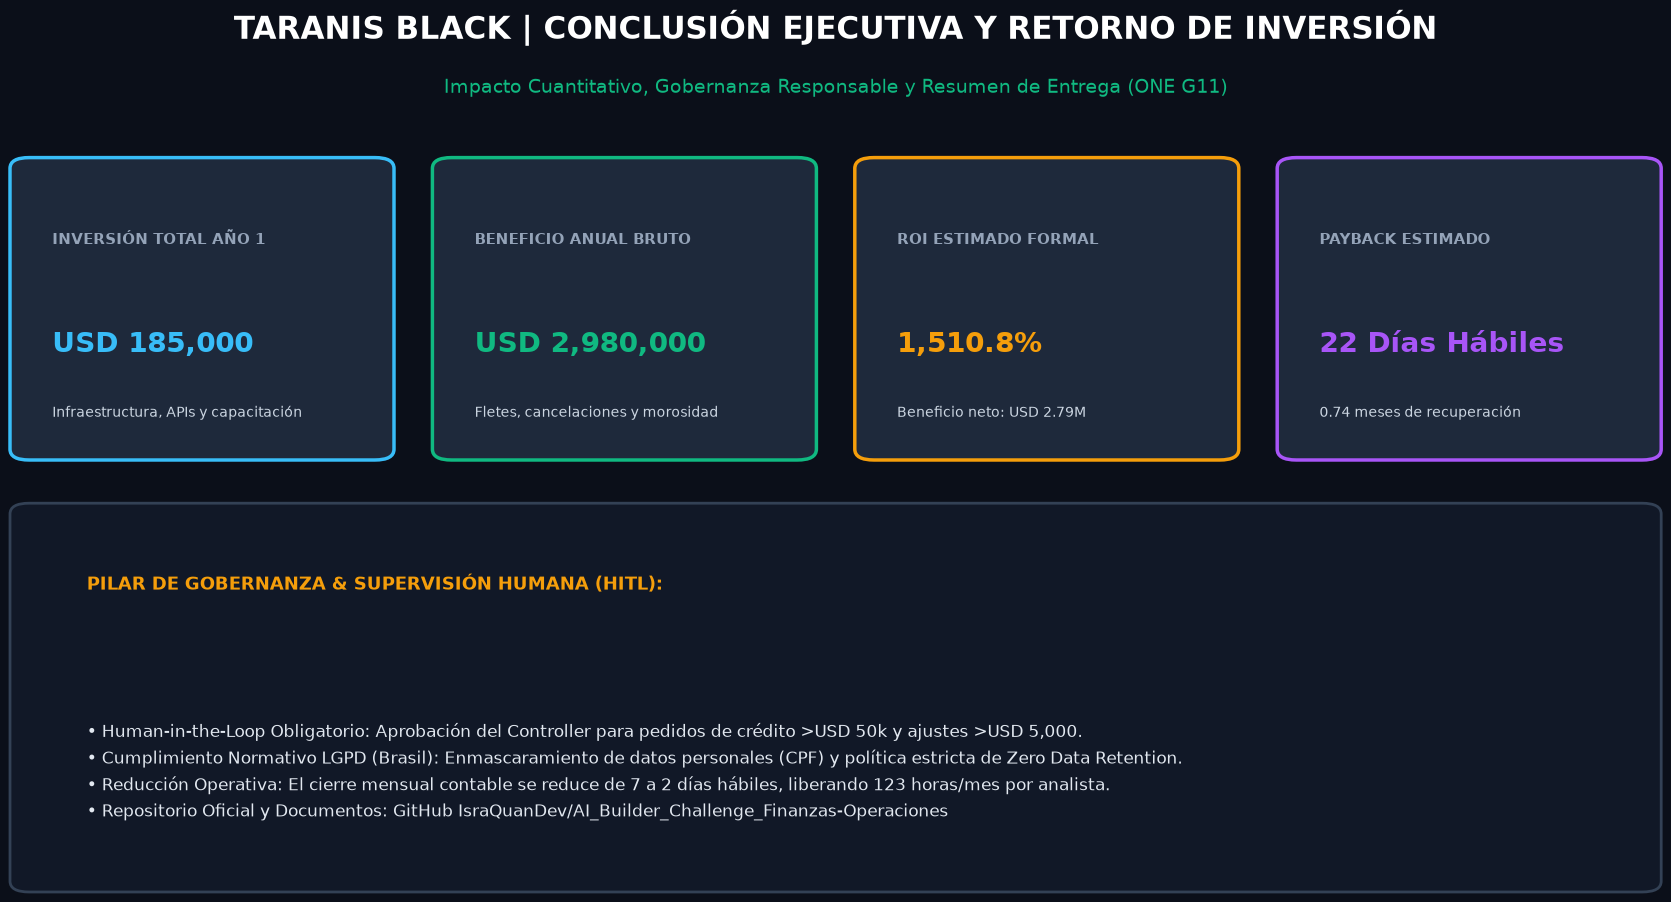 TARANIS BLACK | CONCLUSIÓN EJECUTIVA Y RETORNO DE INVERSIÓN
Impacto Cuantitativo, Gobernanza Responsable y Resumen de Entrega (ONE G11)
INVERSIÓN TOTAL AÑO 1
USD 185,000
Infraestructura, APIs y capacitación
BENEFICIO ANUAL BRUTO
USD 2,980,000
Fletes, cancelaciones y morosidad
ROI ESTIMADO FORMAL
1,510.8%
Beneficio neto: USD 2.79M
PAYBACK ESTIMADO
22 Días Hábiles
0.74 meses de recuperación
PILAR DE GOBERNANZA & SUPERVISIÓN HUMANA (HITL):
• Human-in-the-Loop Obligatorio: Aprobación del Controller para pedidos de crédito >USD 50k y ajustes >USD 5,000.
• Cumplimiento Normativo LGPD (Brasil): Enmascaramiento de datos personales (CPF) y política estricta de Zero Data Retention.
• Reducción Operativa: El cierre mensual contable se reduce de 7 a 2 días hábiles, liberando 123 horas/mes por analista.
• Repositorio Oficial y Documentos: GitHub IsraQuanDev/AI_Builder_Challenge_Finanzas-Operaciones